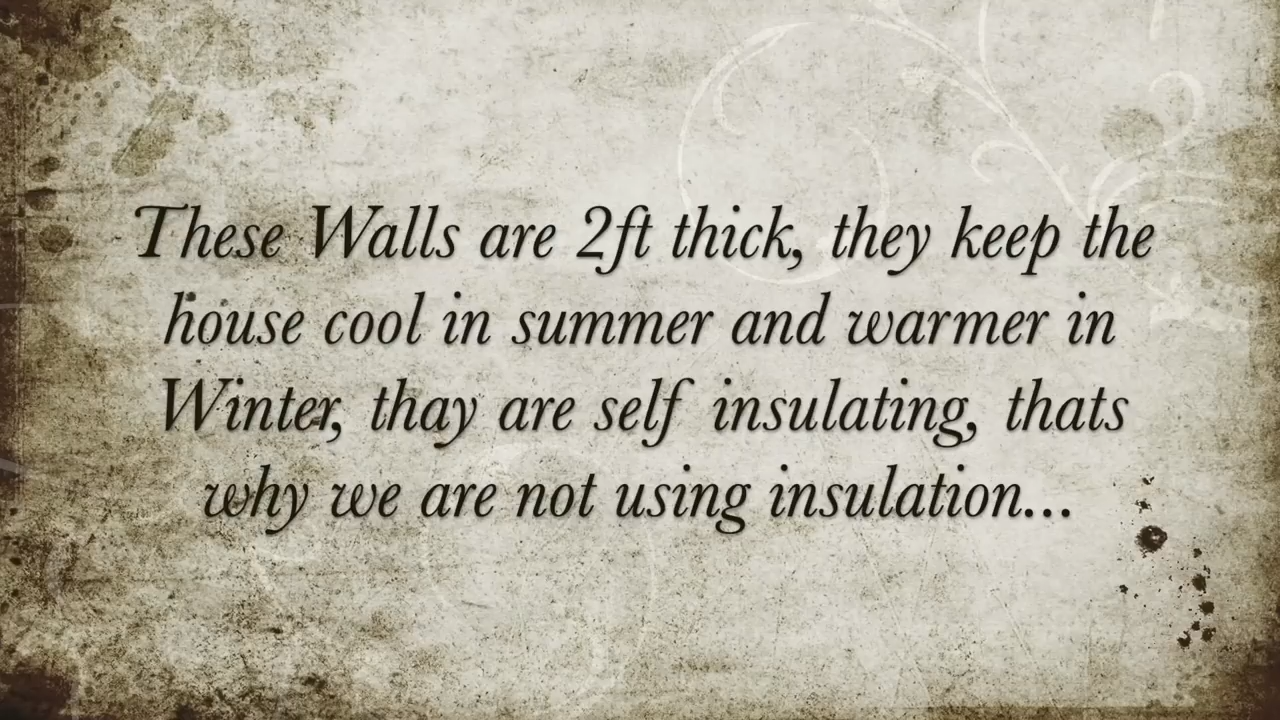 These Walls are 2ft thick, they keep the
house cool in summer and warmer in
Winter, thay are self insulating, thats
why we are not using insulation...